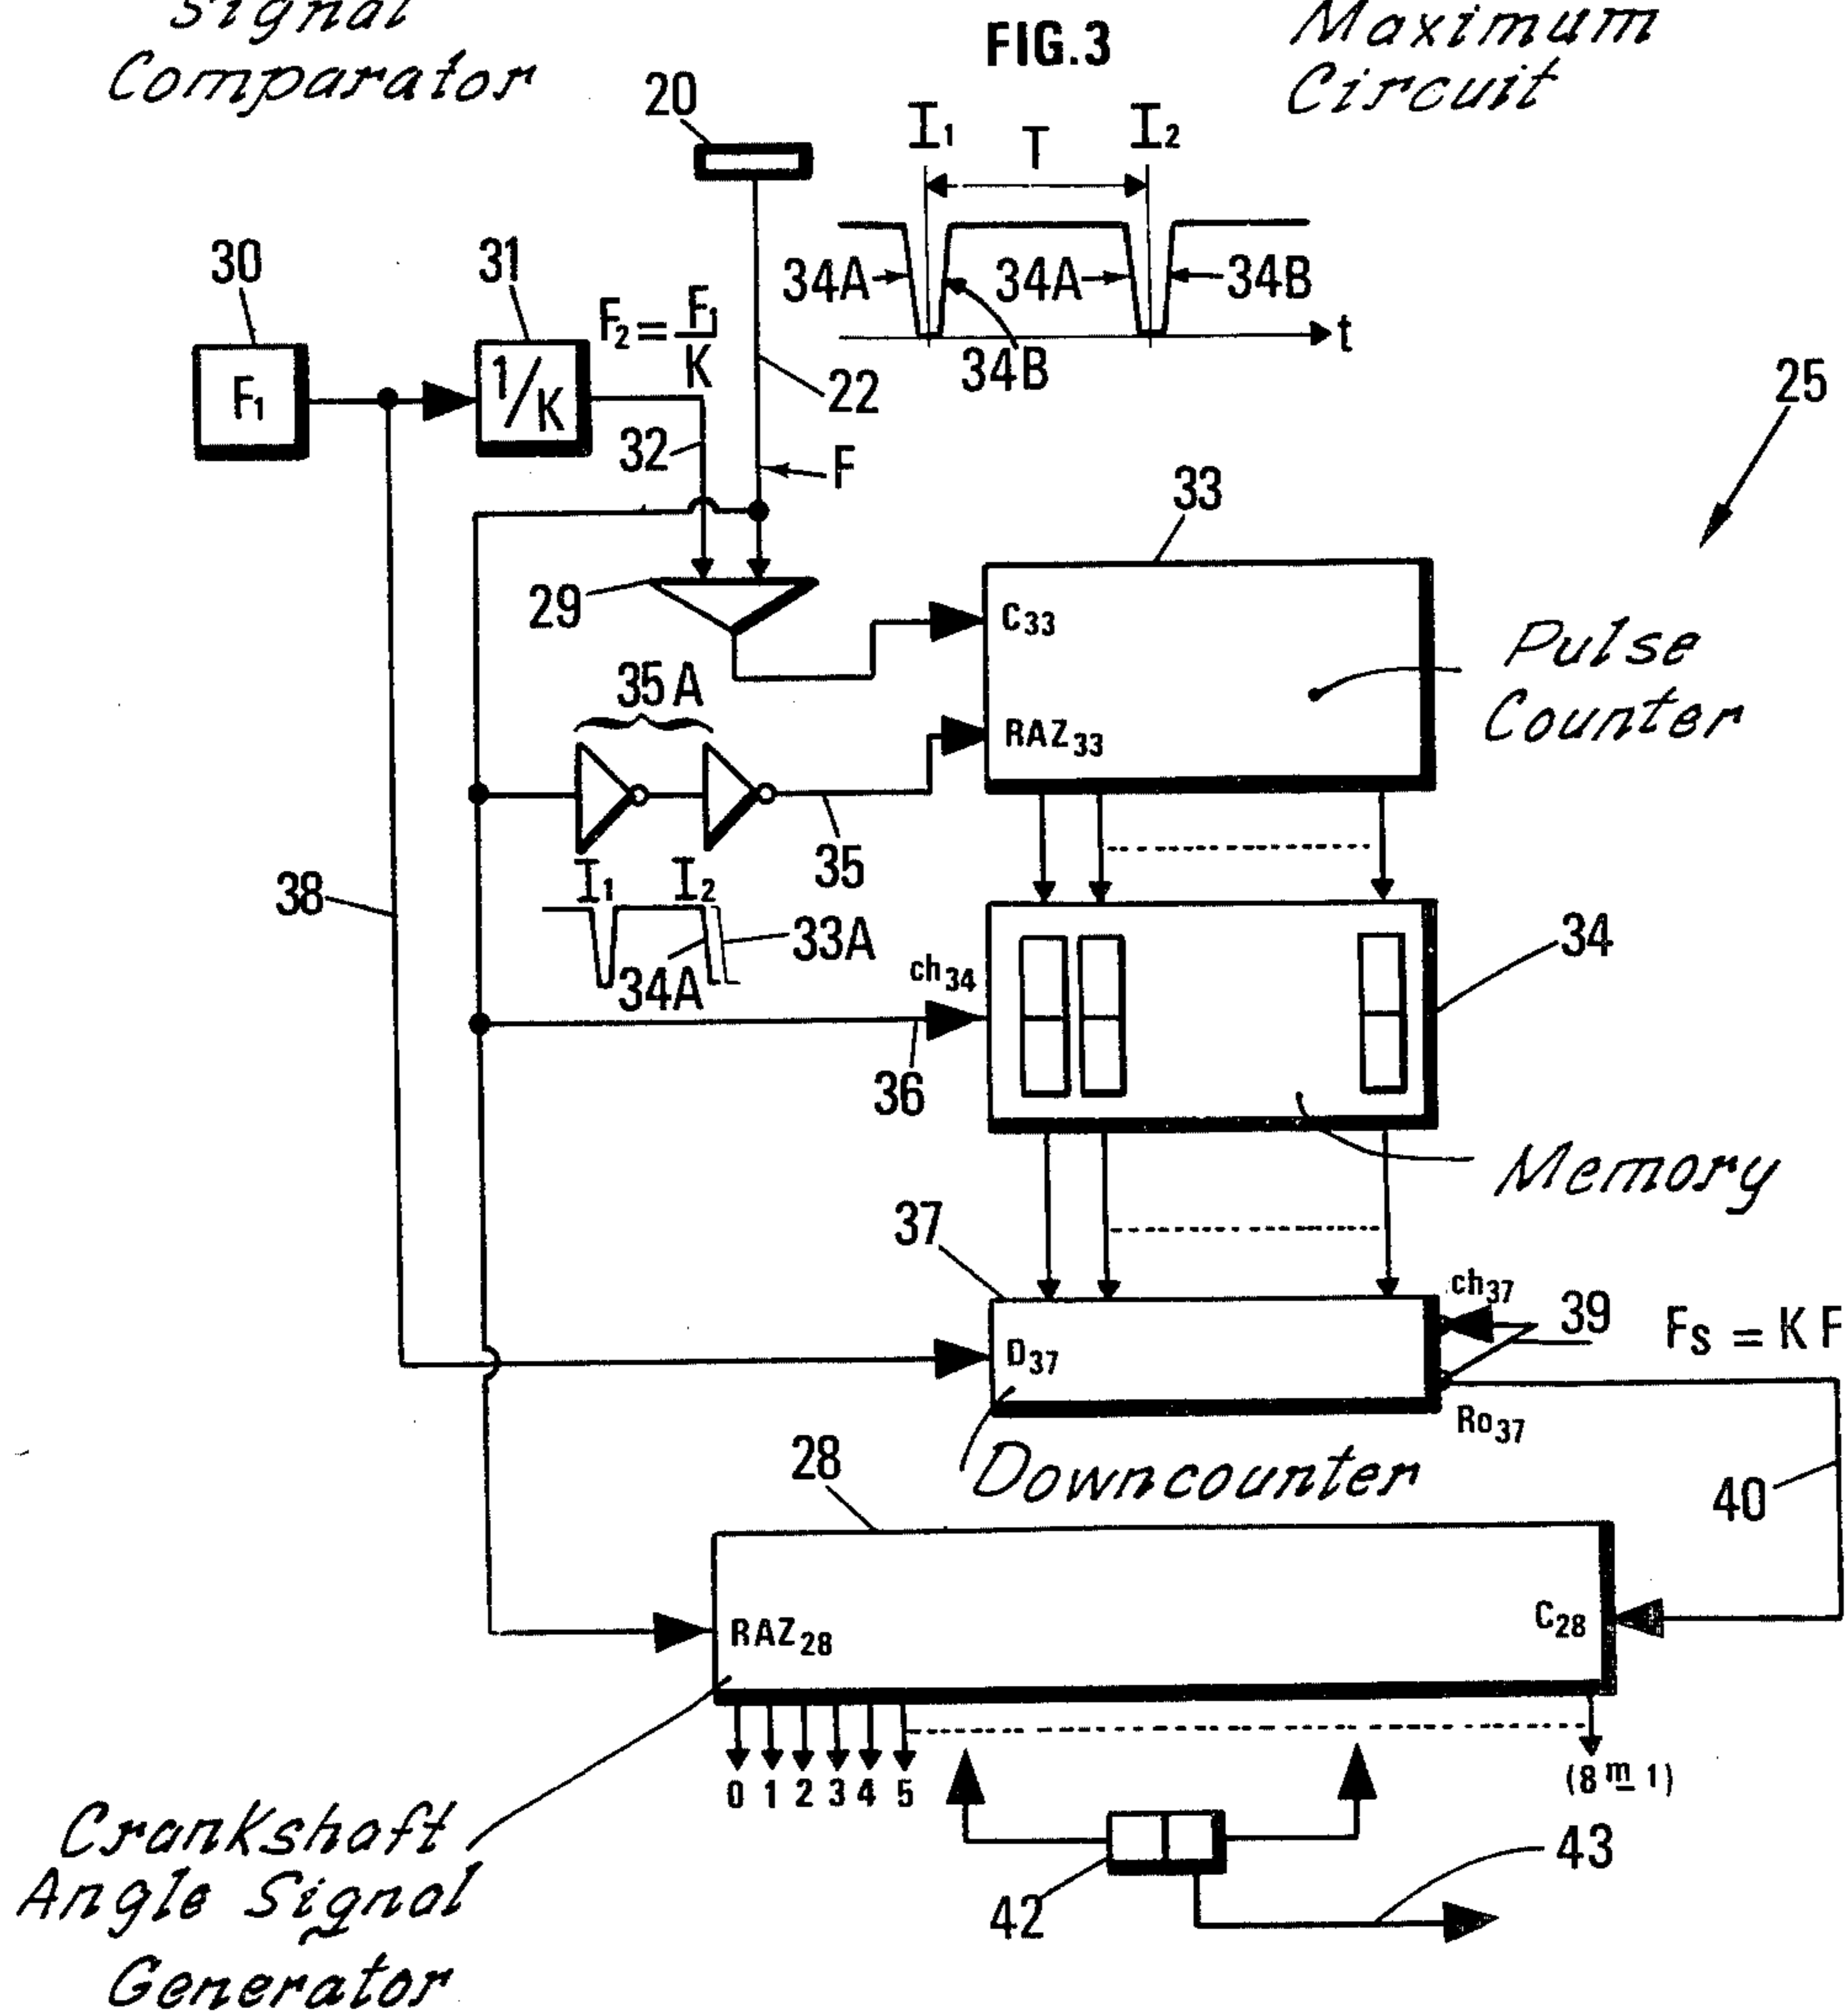 Signal
Comparator
FIG.3
Maximum
Circuit
20
I1 T I2
30
31
F2 = F1/K
34A
34A
34B
t
34B
22
25
F1
1/K
32
F
33
29
C33
Pulse
Counter
35A
RAZ33
35
I1 I2
38
33A
34A
ch34
34
36
Memory
37
ch37
39
Fs = K F
D37
Ro37
Downcounter
28
40
RAZ28
C28
0 1 2 3 4 5
(8m-1)
Crankshaft
Angle Signal
Generator
42
43